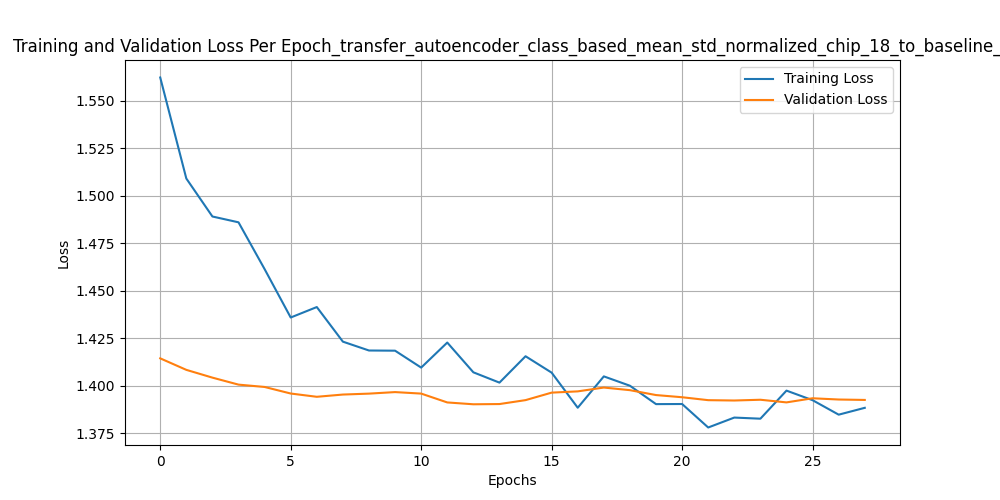 Training and Validation Loss Per Epoch_transfer_autoencoder_class_based_mean_std_normalized_chip_18_to_baseline_
Training Loss
Validation Loss
1.550
1.525
1.500
1.475
1.450
1.425
1.400
1.375
Loss
0 5 10 15 20 25
Epochs